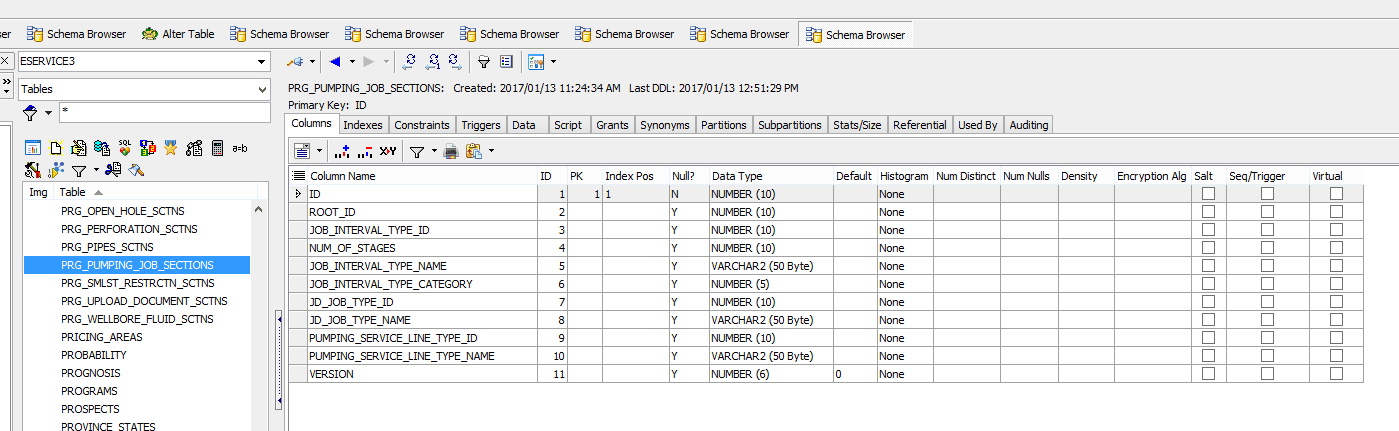 ser Schema Browser Alter Table Schema Browser Schema Browser Schema Browser Schema Browser Schema Browser Schema Browser
ESERVICE3
Tables
*
SQL
a=b
Img Table
PRG_OPEN_HOLE_SCTNS
PRG_PERFORATION_SCTNS
PRG_PIPES_SCTNS
PRG_PUMPING_JOB_SECTIONS
PRG_SMLST_RESTRCTN_SCTNS
PRG_UPLOAD_DOCUMENT_SCTNS
PRG_WELLBORE_FLUID_SCTNS
PRICING_AREAS
PROBABILITY
PROGNOSIS
PROGRAMS
PROSPECTS
PROVINCE_STATES
PRG_PUMPING_JOB_SECTIONS: Created: 2017/01/13 11:24:34 AM Last DDL: 2017/01/13 12:51:29 PM
Primary Key: ID
Columns Indexes Constraints Triggers Data Script Grants Synonyms Partitions Subpartitions Stats/Size Referential Used By Auditing
Column Name ID PK Index Pos Null? Data Type Default Histogram Num Distinct Num Nulls Density Encryption Alg Salt Seq/Trigger Virtual
ID 1 1 1 N NUMBER (10) None
ROOT_ID 2 Y NUMBER (10) None
JOB_INTERVAL_TYPE_ID 3 Y NUMBER (10) None
NUM_OF_STAGES 4 Y NUMBER (10) None
JOB_INTERVAL_TYPE_NAME 5 Y VARCHAR2 (50 Byte) None
JOB_INTERVAL_TYPE_CATEGORY 6 Y NUMBER (5) None
JD_JOB_TYPE_ID 7 Y NUMBER (10) None
JD_JOB_TYPE_NAME 8 Y VARCHAR2 (50 Byte) None
PUMPING_SERVICE_LINE_TYPE_ID 9 Y NUMBER (10) None
PUMPING_SERVICE_LINE_TYPE_NAME 10 Y VARCHAR2 (50 Byte) None
VERSION 11 Y NUMBER (6) 0 None